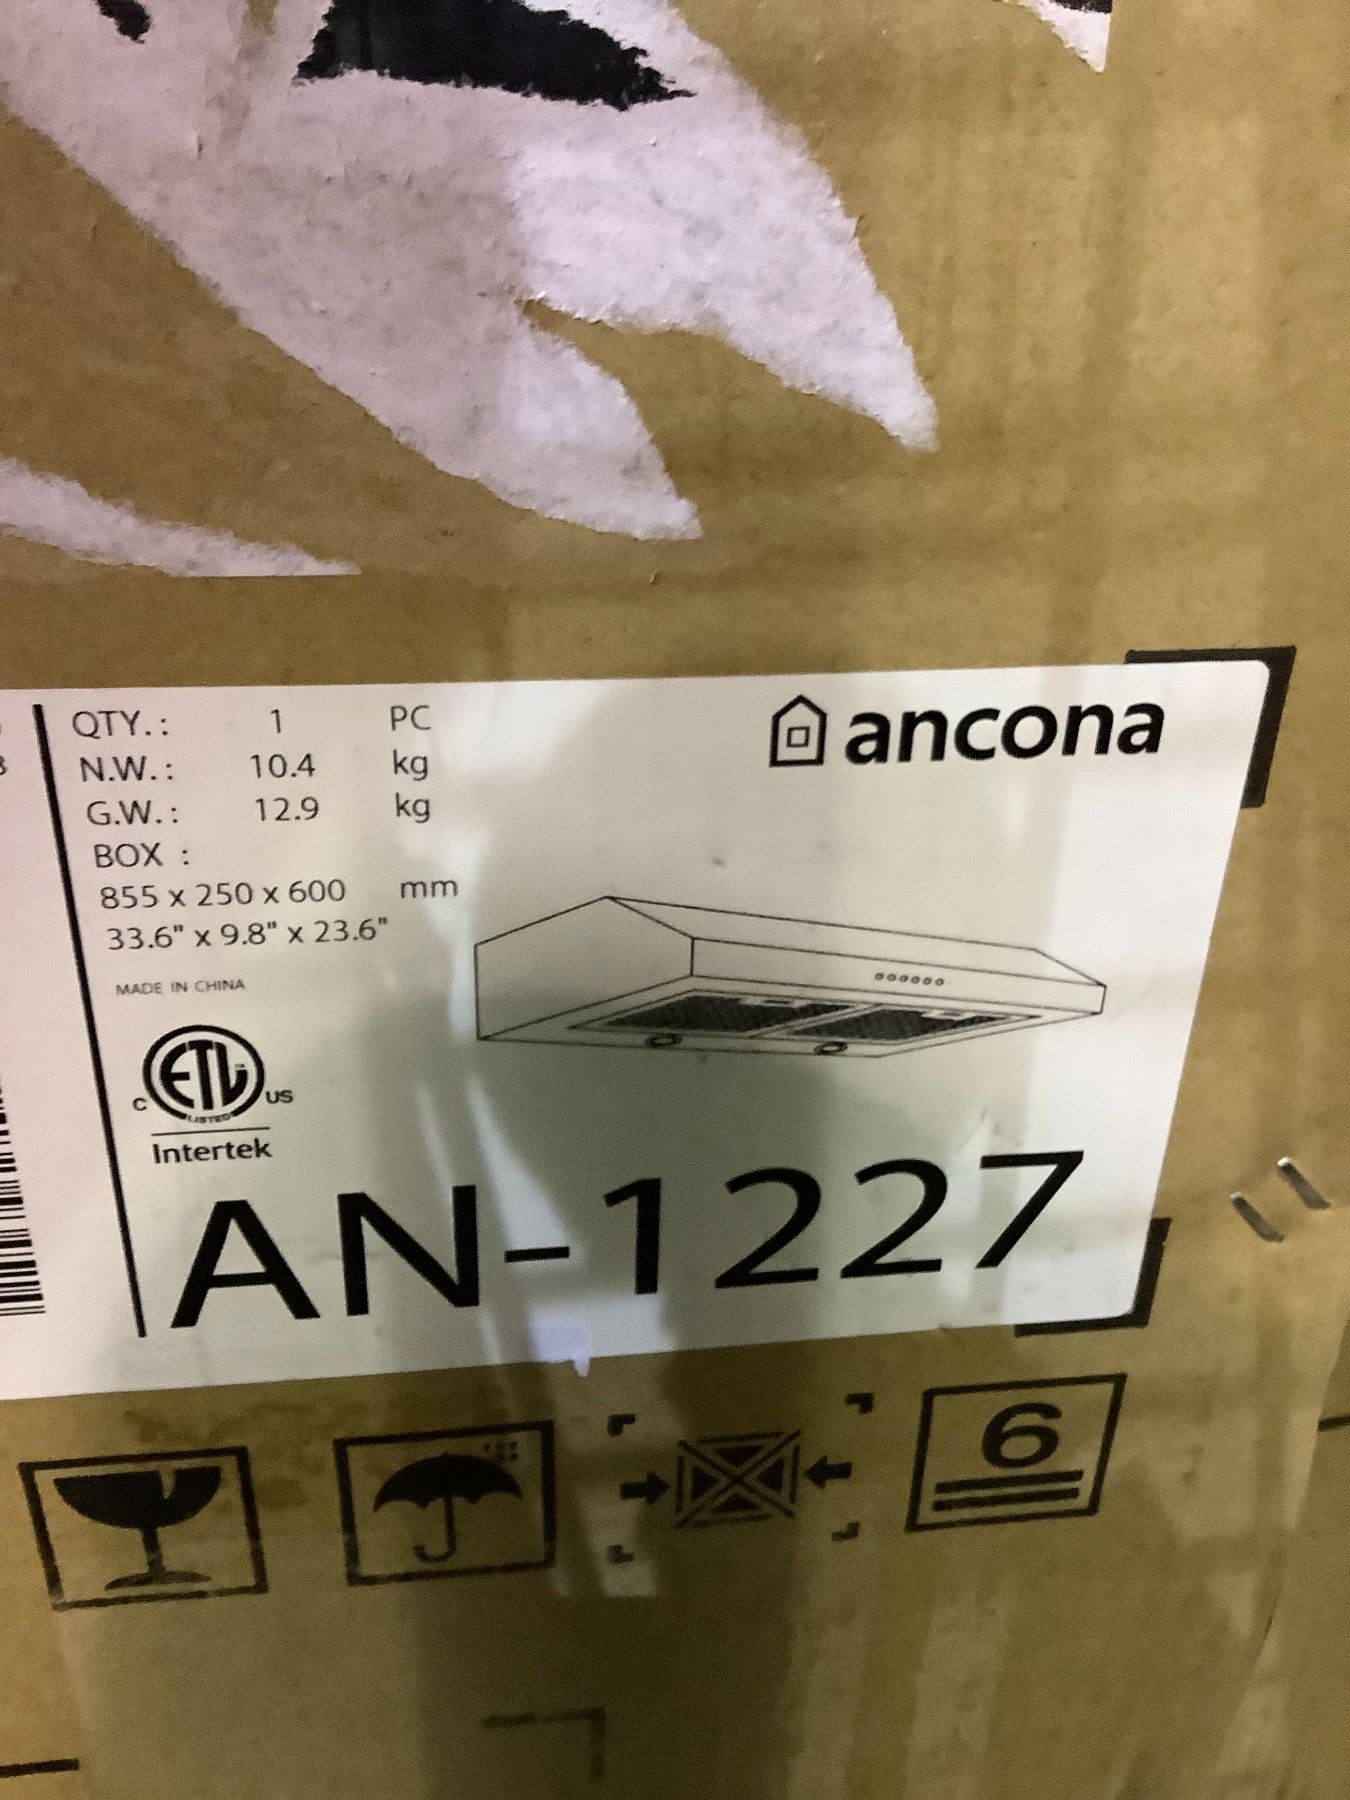 ancona
QTY. : 1 PC
N.W. : 10.4 kg
G.W. : 12.9 kg
BOX :
855 x 250 x 600 mm
33.6" x 9.8" x 23.6"
MADE IN CHINA
ETL
LISTED
C US
Intertek
AN-1227
6